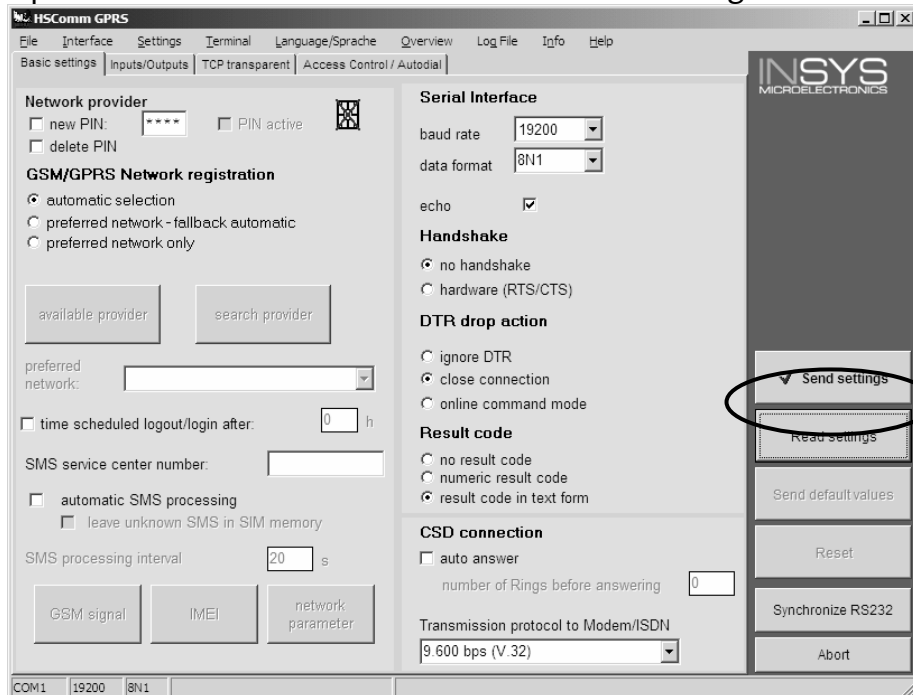 HSComm GPRS
File Interface Settings Terminal Language/Sprache Overview Log File Info Help
Basic settings Inputs/Outputs TCP transparent Access Control / Autodial
INSYS
MICROELECTRONICS
Network provider
new PIN: **** PIN active
delete PIN
GSM/GPRS Network registration
automatic selection
preferred network - fallback automatic
preferred network only
available provider search provider
preferred
network:
time scheduled logout/login after: 0 h
SMS service center number:
automatic SMS processing
leave unknown SMS in SIM memory
SMS processing interval 20 s
GSM signal IMEI network
parameter
Serial Interface
baud rate 19200
data format 8N1
echo
Handshake
no handshake
hardware (RTS/CTS)
DTR drop action
ignore DTR
close connection
online command mode
Result code
no result code
numeric result code
result code in text form
CSD connection
auto answer
number of Rings before answering 0
Transmission protocol to Modem/ISDN
9.600 bps (V.32)
Send settings
Read settings
Send default values
Reset
Synchronize RS232
Abort
COM1 19200 8N1